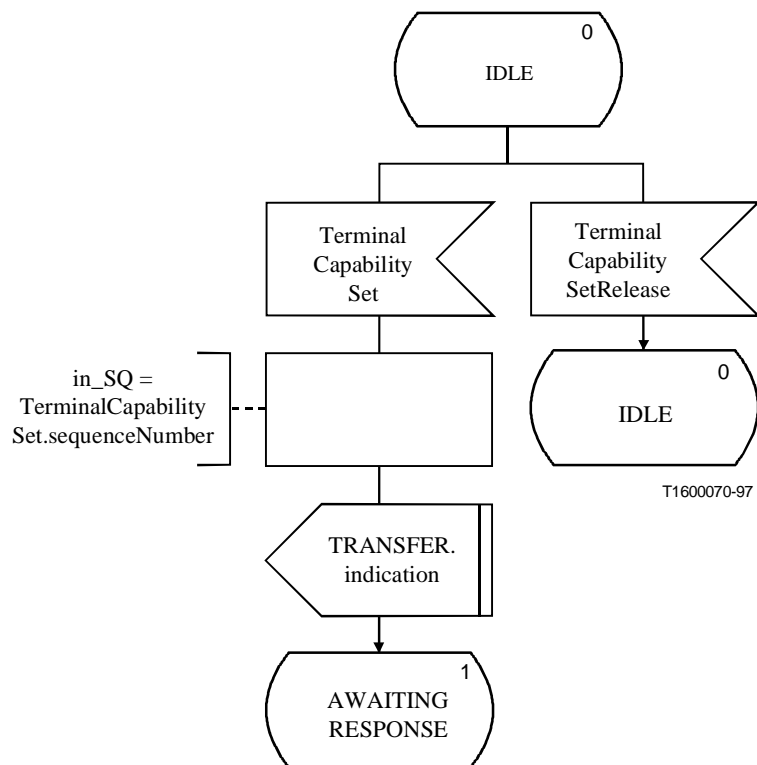 0
IDLE
Terminal
Capability
Set
Terminal
Capability
SetRelease
in_SQ =
TerminalCapability
Set.sequenceNumber
0
IDLE
T1600070-97
TRANSFER.
indication
1
AWAITING
RESPONSE